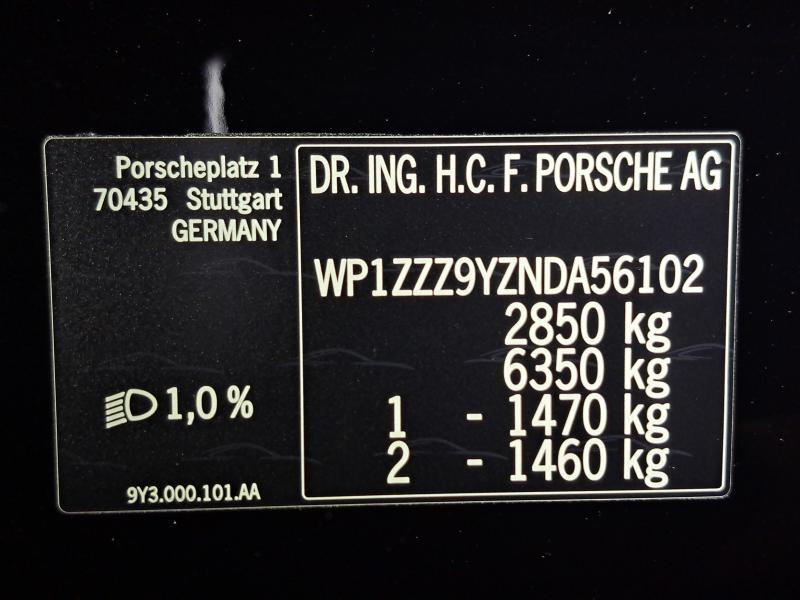 Porscheplatz 1
70435 Stuttgart
GERMANY
1,0 %
9Y3.000.101.AA
DR. ING. H.C. F. PORSCHE AG
WP1ZZZ9YZNDA56102
2850 kg
6350 kg
1 - 1470 kg
2 - 1460 kg